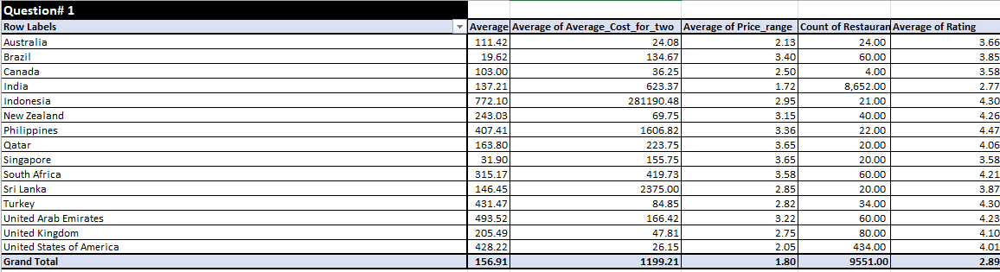 Question# 1
Row Labels Average Average of Average_Cost_for_two Average of Price_range Count of Restauran Average of Rating
Australia 111.42 24.08 2.13 24.00 3.66
Brazil 19.62 134.67 3.40 60.00 3.85
Canada 103.00 36.25 2.50 4.00 3.58
India 137.21 623.37 1.72 8,652.00 2.77
Indonesia 772.10 281190.48 2.95 21.00 4.30
New Zealand 243.03 69.75 3.15 40.00 4.26
Philippines 407.41 1606.82 3.36 22.00 4.47
Qatar 163.80 223.75 3.65 20.00 4.06
Singapore 31.90 155.75 3.65 20.00 3.58
South Africa 315.17 419.73 3.58 60.00 4.21
Sri Lanka 146.45 2375.00 2.85 20.00 3.87
Turkey 431.47 84.85 2.82 34.00 4.30
United Arab Emirates 493.52 166.42 3.22 60.00 4.23
United Kingdom 205.49 47.81 2.75 80.00 4.10
United States of America 428.22 26.15 2.05 434.00 4.01
Grand Total 156.91 1199.21 1.80 9551.00 2.89